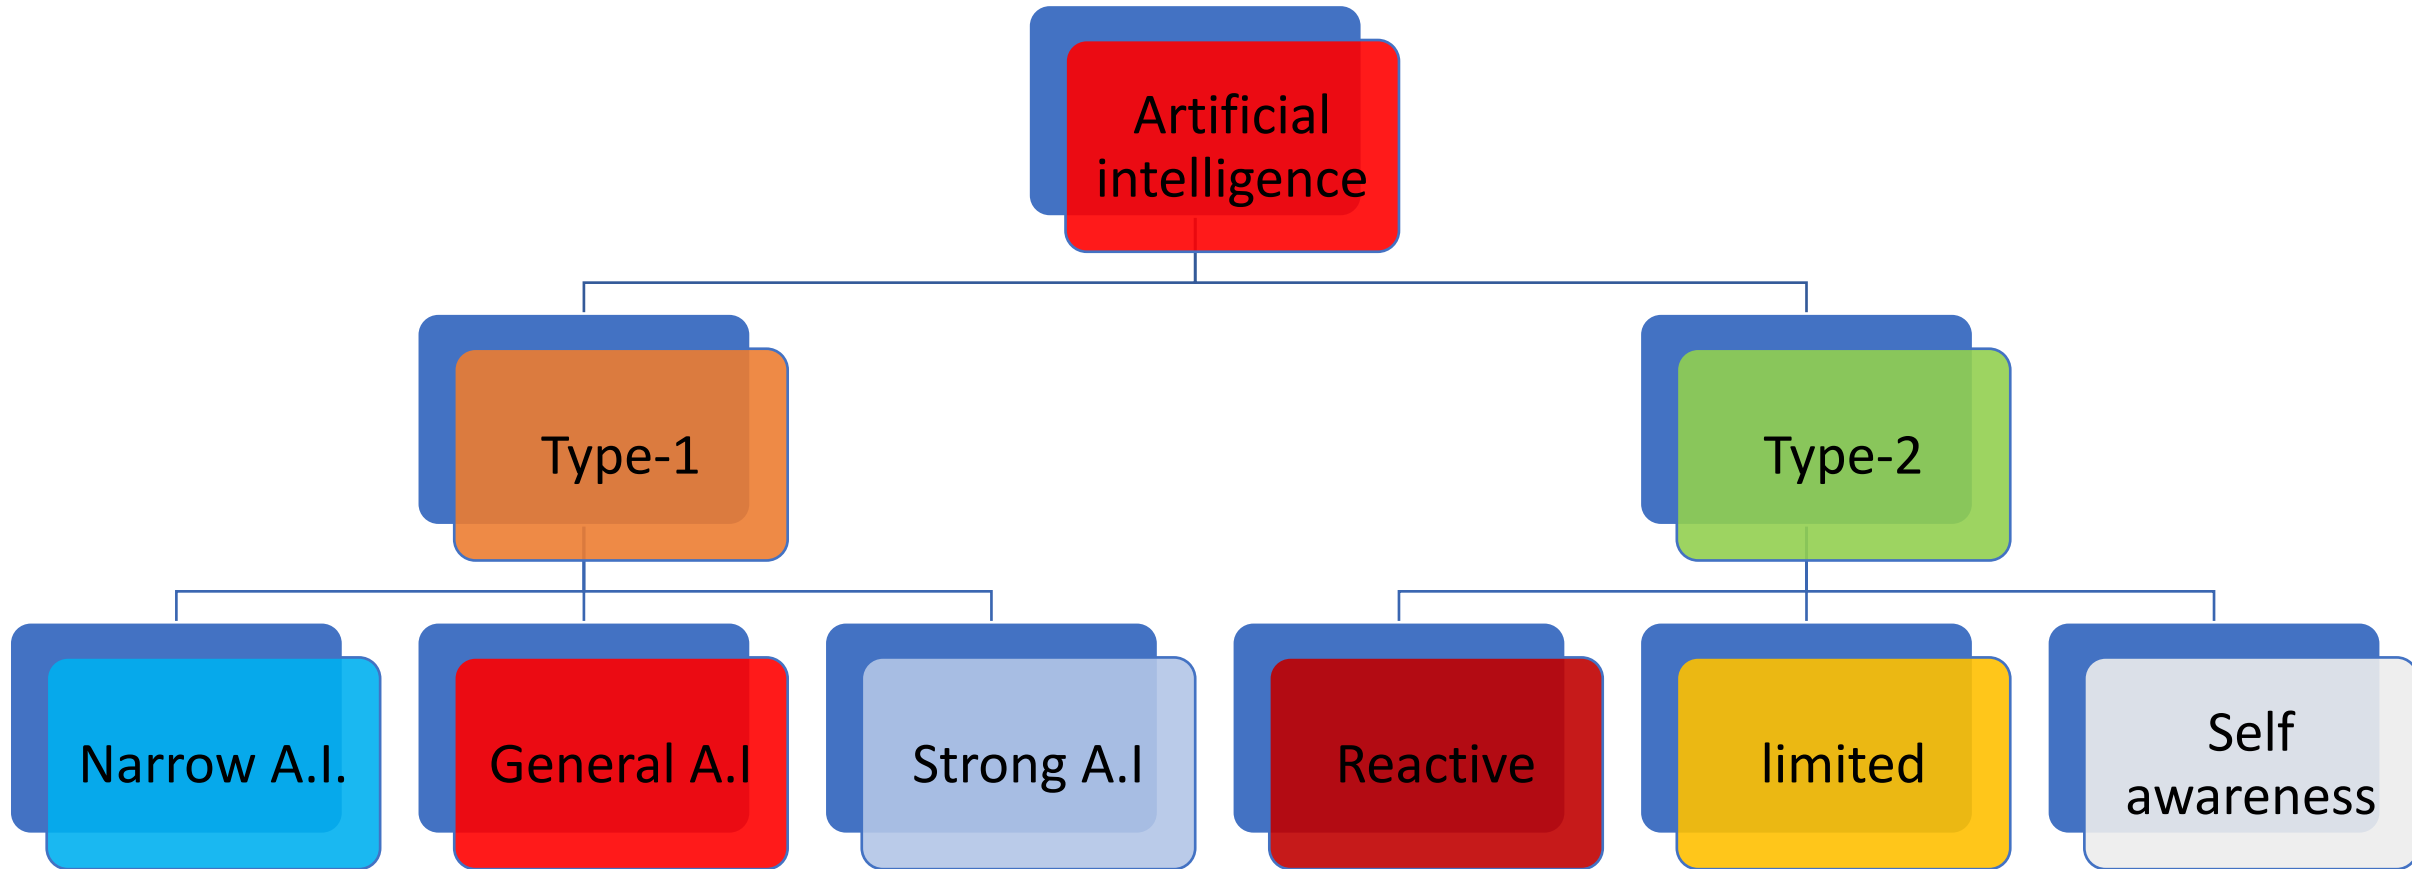 Artificial
intelligence
Type-1
Type-2
Narrow A.I.
General A.I
Strong A.I
Reactive
limited
Self
awareness